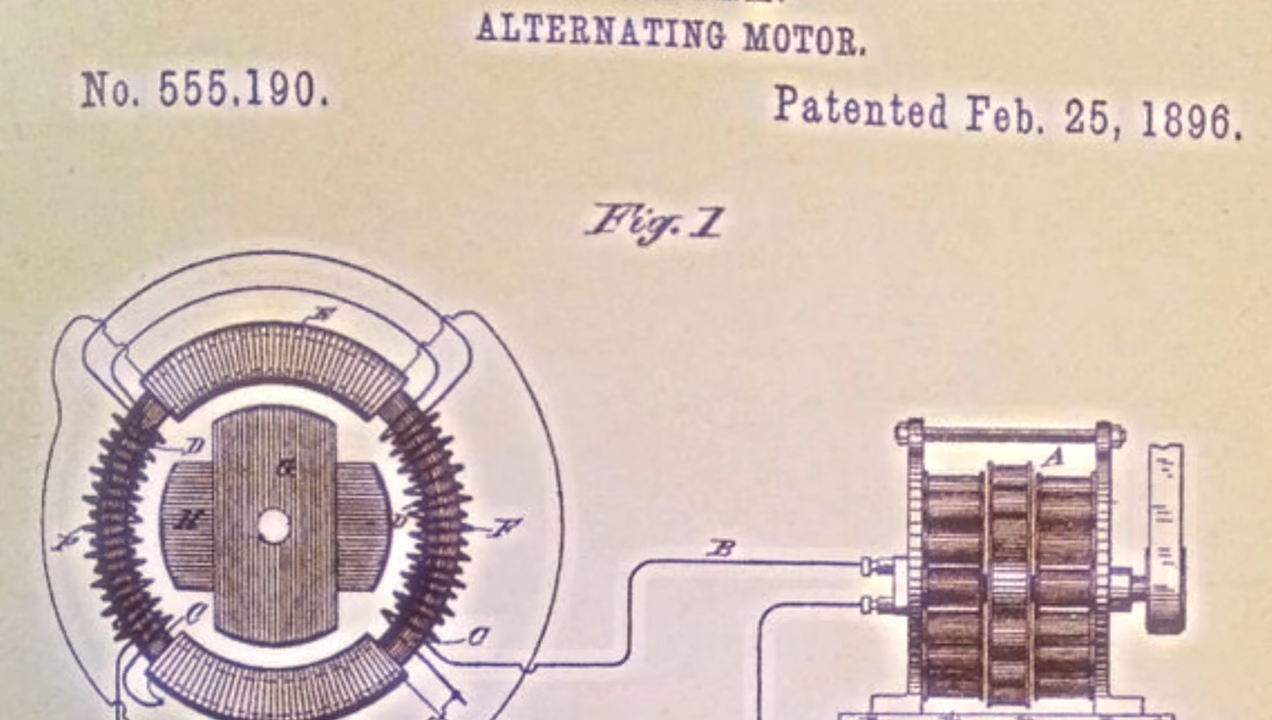 ALTERNATING MOTOR.
No. 555,190.
Patented Feb. 25, 1896.
Fig. 1
E
A
D
G
H
D
F
F
B
C
C